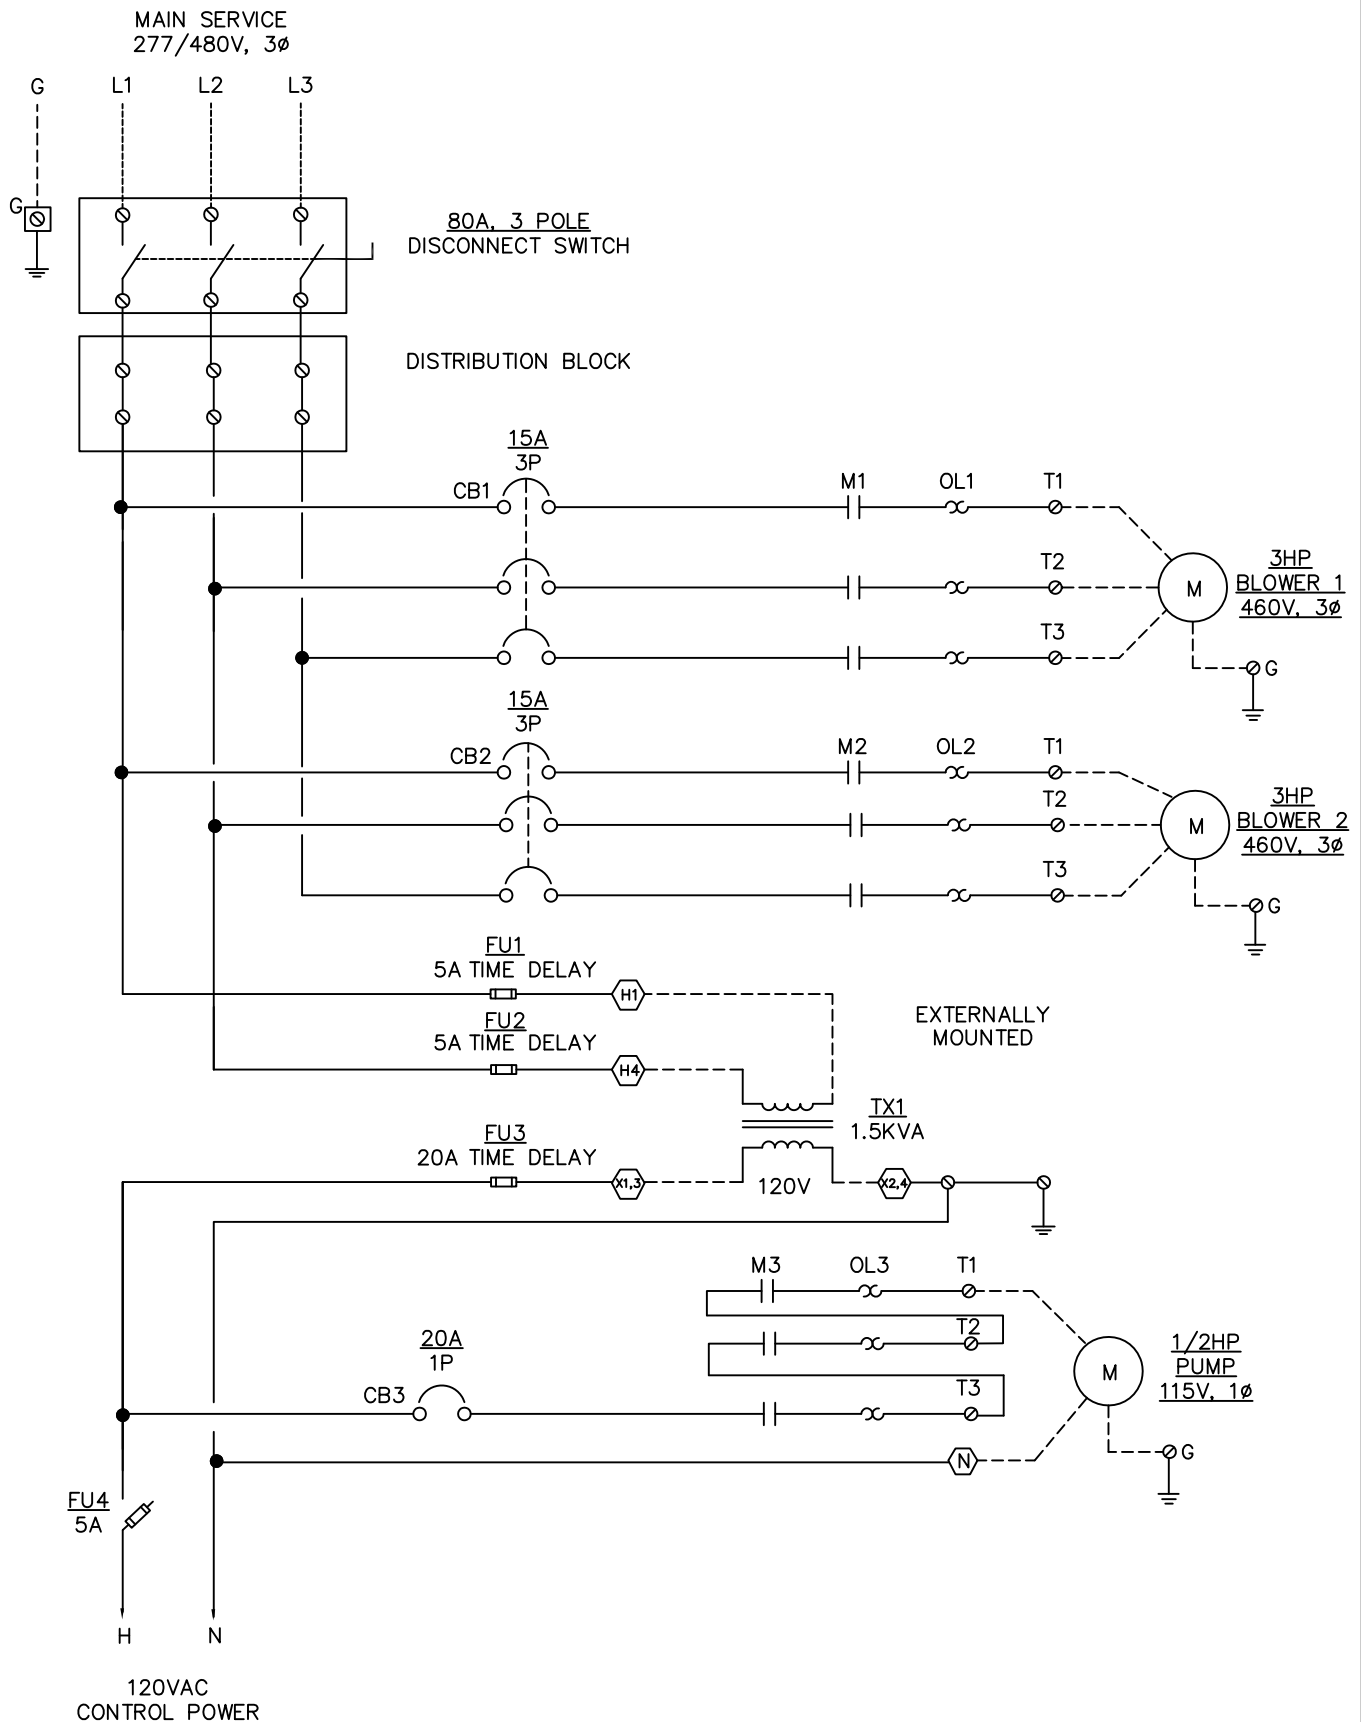 MAIN SERVICE
277/480V, 3ø
G
L1
L2
L3
G
80A, 3 POLE
DISCONNECT SWITCH
DISTRIBUTION BLOCK
15A
3P
CB1
M1
OL1
T1
T2
T3
M
3HP
BLOWER 1
460V, 3ø
G
15A
3P
CB2
M2
OL2
T1
T2
T3
M
3HP
BLOWER 2
460V, 3ø
G
FU1
5A TIME DELAY
H1
EXTERNALLY
MOUNTED
FU2
5A TIME DELAY
H4
TX1
1.5KVA
FU3
20A TIME DELAY
X1,3
120V
X2,4
M3
OL3
T1
T2
T3
20A
1P
CB3
M
1/2HP
PUMP
115V, 1ø
N
G
FU4
5A
H
N
120VAC
CONTROL POWER